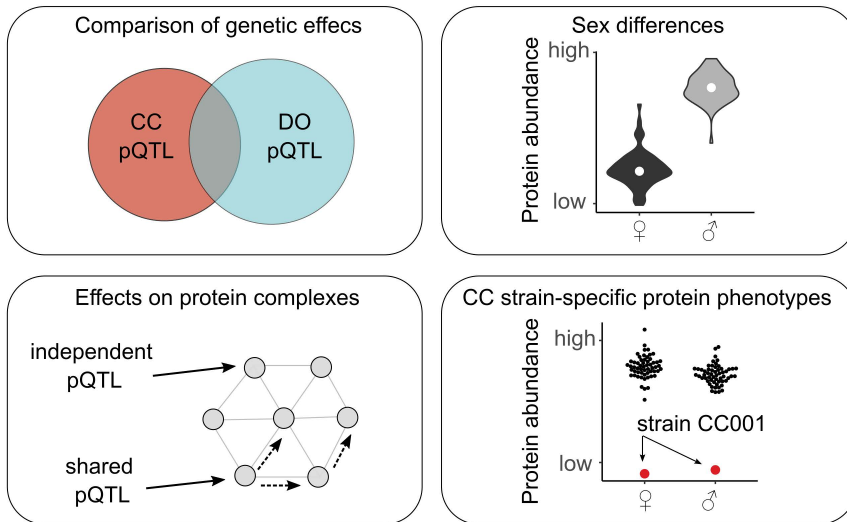 Comparison of genetic effecs
CC
pQTL
DO
pQTL
Sex differences
Protein abundance
high
low
♀ ♂
Effects on protein complexes
independent
pQTL
shared
pQTL
CC strain-specific protein phenotypes
Protein abundance
high
strain CC001
low
♀ ♂